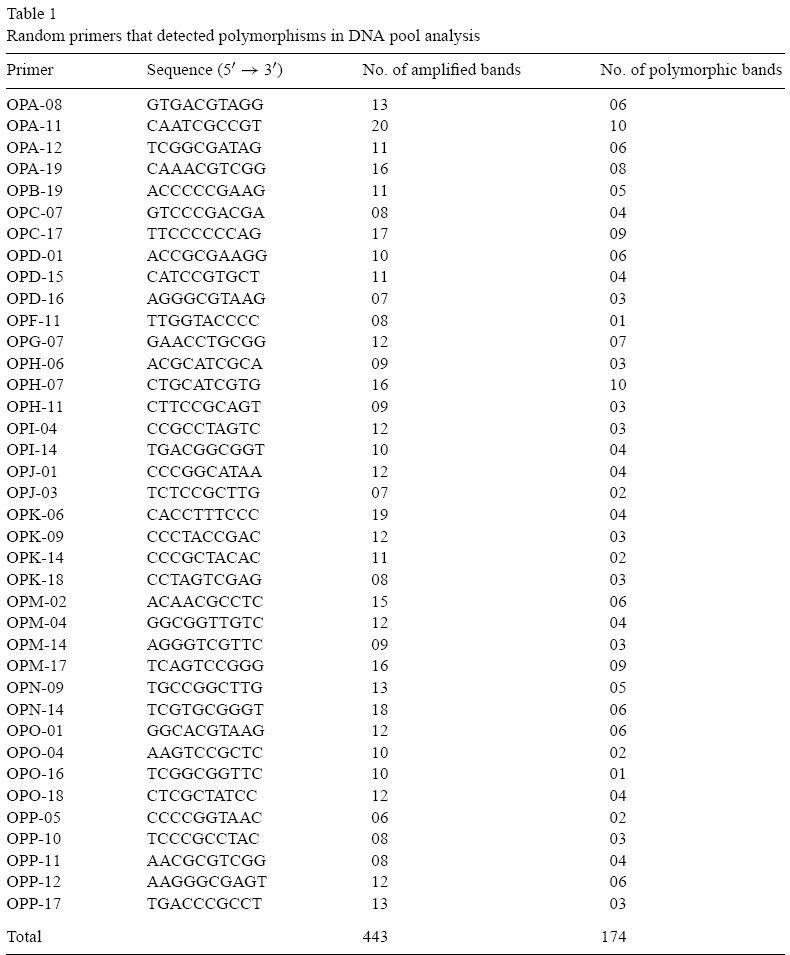 Table 1
Random primers that detected polymorphisms in DNA pool analysis
Primer Sequence (5′ → 3′) No. of amplified bands No. of polymorphic bands
OPA-08 GTGACGTAGG 13 06
OPA-11 CAATCGCCGT 20 10
OPA-12 TCGGCGATAG 11 06
OPA-19 CAAACGTCGG 16 08
OPB-19 ACCCCCGAAG 11 05
OPC-07 GTCCCGACGA 08 04
OPC-17 TTCCCCCCAG 17 09
OPD-01 ACCGCGAAGG 10 06
OPD-15 CATCCGTGCT 11 04
OPD-16 AGGGCGTAAG 07 03
OPF-11 TTGGTACCCC 08 01
OPG-07 GAACCTGCGG 12 07
OPH-06 ACGCATCGCA 09 03
OPH-07 CTGCATCGTG 16 10
OPH-11 CTTCCGCAGT 09 03
OPI-04 CCGCCTAGTC 12 03
OPI-14 TGACGGCGGT 10 04
OPJ-01 CCCGGCATAA 12 04
OPJ-03 TCTCCGCTTG 07 02
OPK-06 CACCTTTCCC 19 04
OPK-09 CCCTACCGAC 12 03
OPK-14 CCCGCTACAC 11 02
OPK-18 CCTAGTCGAG 08 03
OPM-02 ACAACGCCTC 15 06
OPM-04 GGCGGTTGTC 12 04
OPM-14 AGGGTCGTTC 09 03
OPM-17 TCAGTCCGGG 16 09
OPN-09 TGCCGGCTTG 13 05
OPN-14 TCGTGCGGGT 18 06
OPO-01 GGCACGTAAG 12 06
OPO-04 AAGTCCGCTC 10 02
OPO-16 TCGGCGGTTC 10 01
OPO-18 CTCGCTATCC 12 04
OPP-05 CCCCGGTAAC 06 02
OPP-10 TCCCGCCTAC 08 03
OPP-11 AACGCGTCGG 08 04
OPP-12 AAGGGCGAGT 12 06
OPP-17 TGACCCGCCT 13 03
Total 443 174